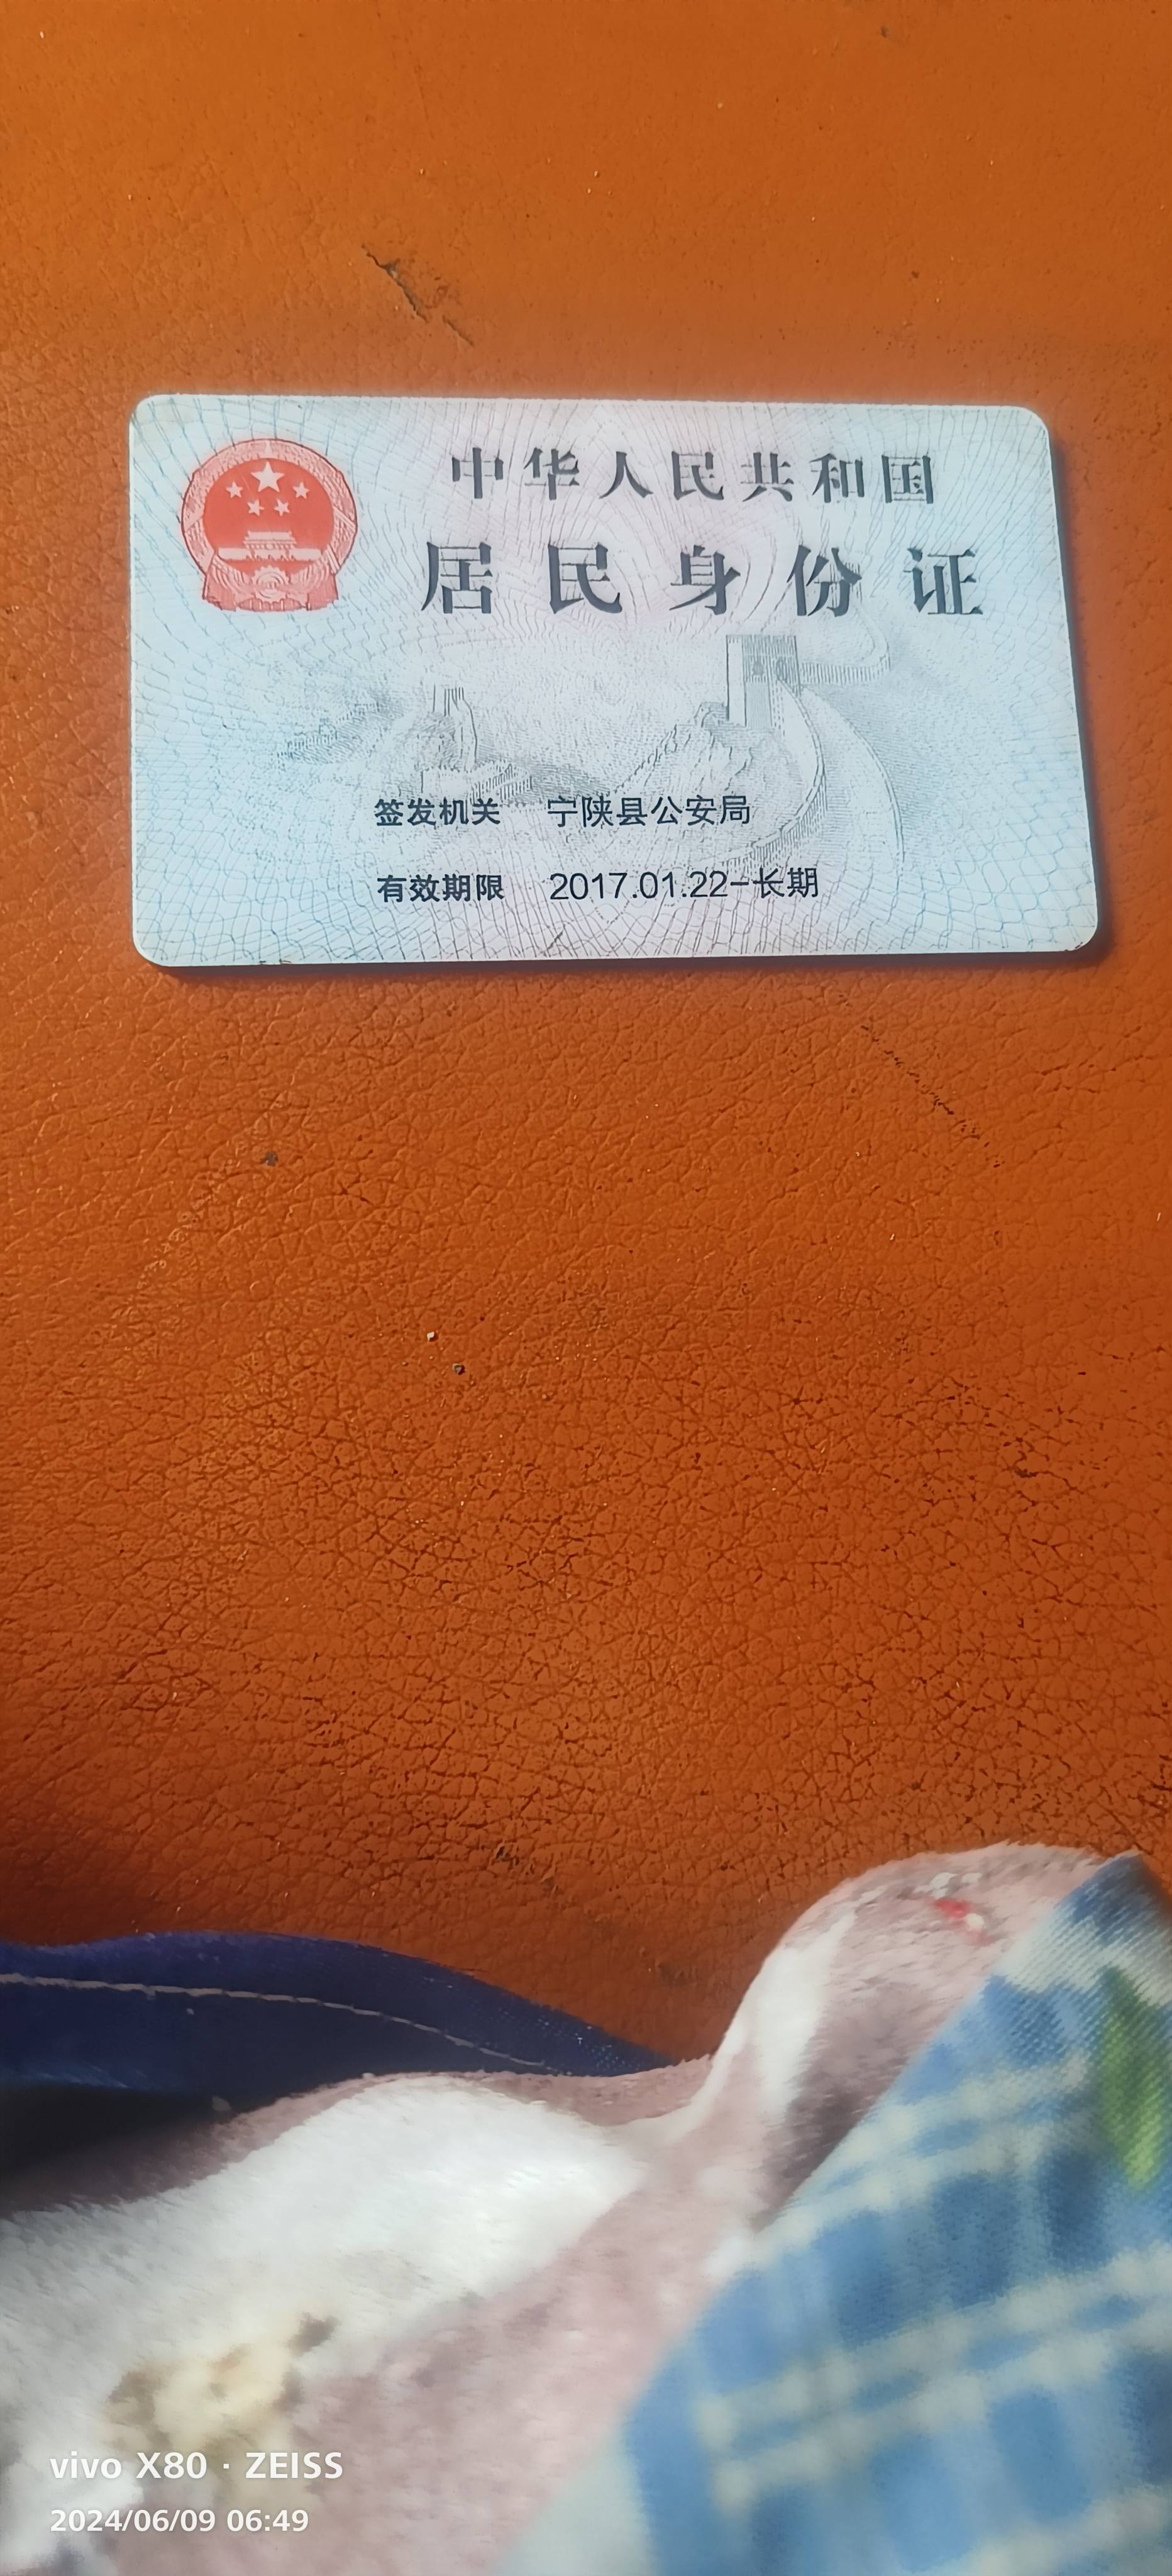 中华人民共和国
居民身份证
签发机关 宁陕县公安局
有效期限 2017.01.22-长期
vivo X80 · ZEISS
2024/06/09 06:49